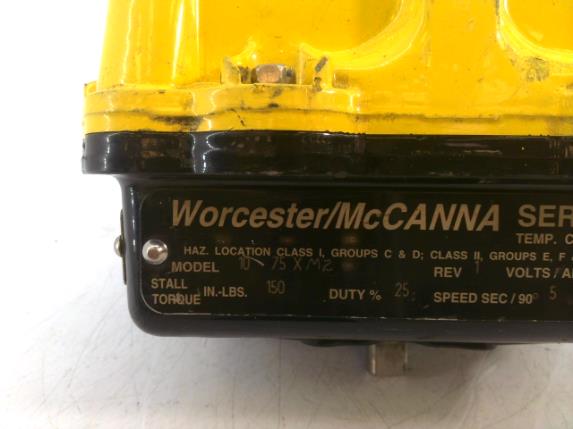 Worcester/McCANNA SER
TEMP. C
HAZ. LOCATION CLASS I, GROUPS C & D; CLASS II, GROUPS E, F
MODEL 10 75 X M2 REV 1 VOLTS/A
STALL TORQUE IN.-LBS. 150 DUTY % 25 SPEED SEC/90° 5